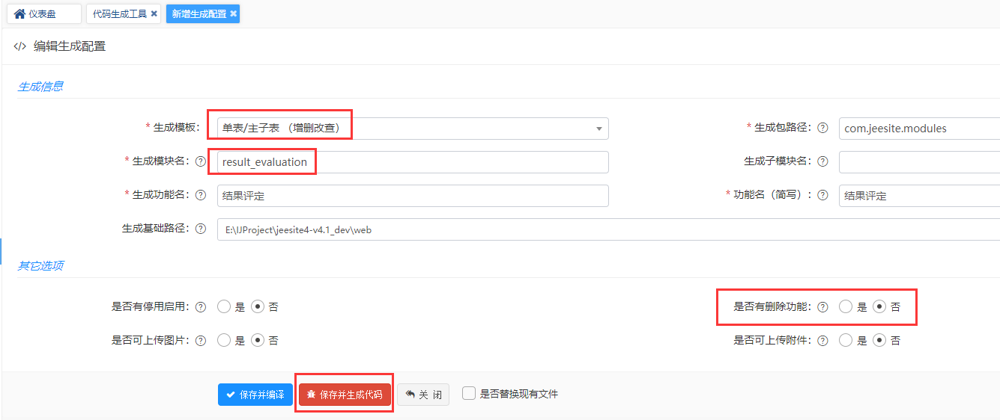 仪表盘 代码生成工具 × 新增生成配置 ×
</> 编辑生成配置
生成信息
* 生成模板： 单表/主子表 （增删改查） * 生成包路径： ? com.jeesite.modules
* 生成模块名： ? result_evaluation 生成子模块名： ?
* 生成功能名： ? 结果评定 * 功能名（简写）： ? 结果评定
生成基础路径： ? E:\IJProject\jeesite4-v4.1_dev\web
其它选项
是否有停用启用： ? 是 否 是否有删除功能： ? 是 否
是否可上传图片： ? 是 否 是否可上传附件： ? 是 否
保存并编译 保存并生成代码 关 闭 是否替换现有文件